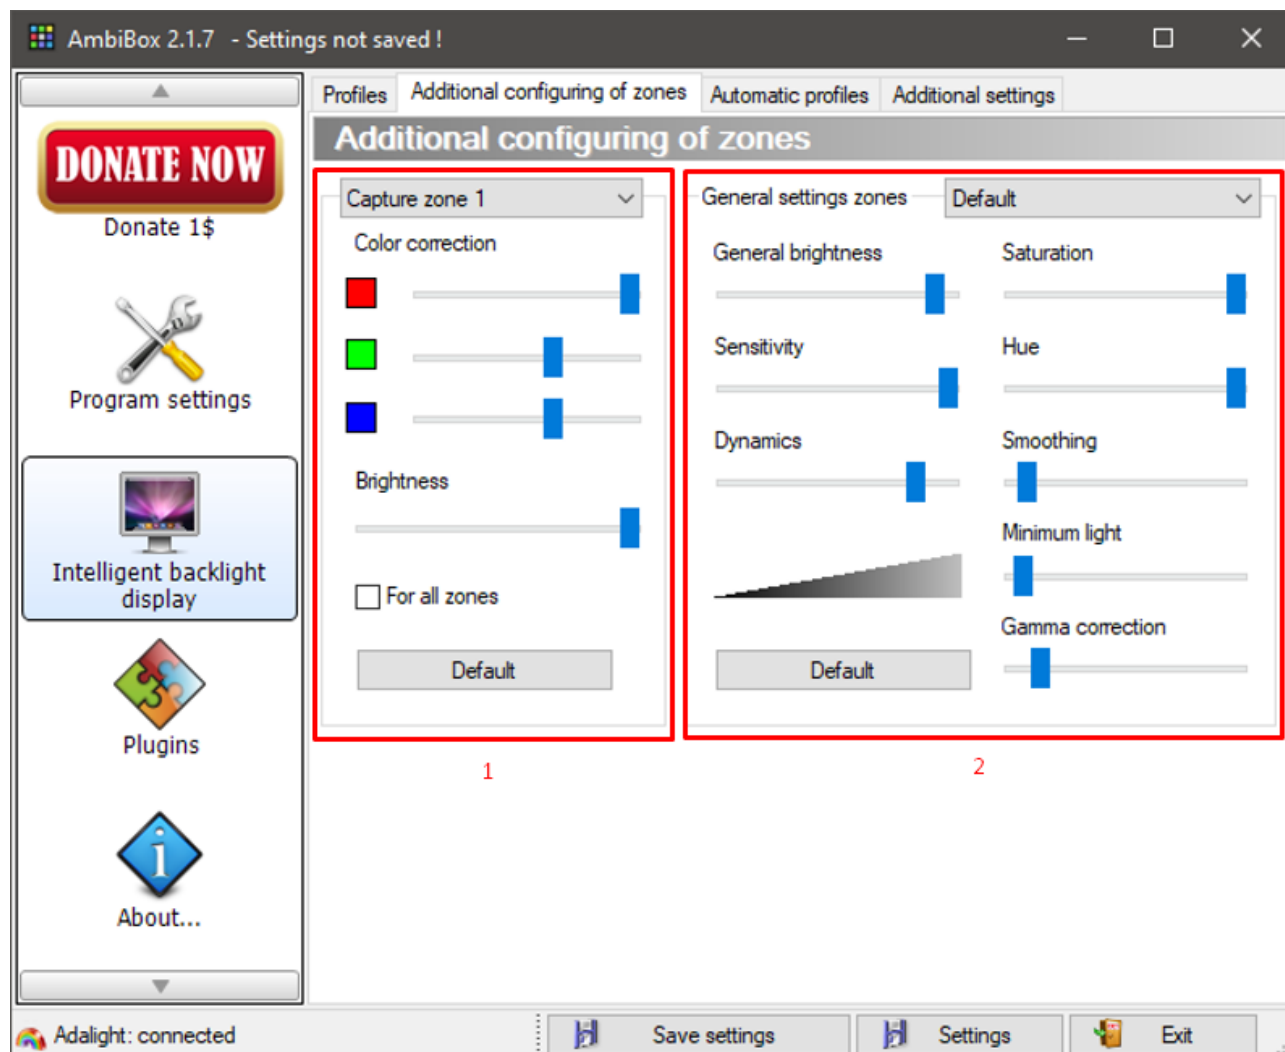 AmbiBox 2.1.7 - Settings not saved !
DONATE NOW
Donate 1$
Program settings
Intelligent backlight
display
Plugins
i
About...
Profiles
Additional configuring of zones
Automatic profiles
Additional settings
Additional configuring of zones
Capture zone 1
Color correction
Brightness
For all zones
Default
1
General settings zones
Default
General brightness
Saturation
Sensitivity
Hue
Dynamics
Smoothing
Minimum light
Gamma correction
Default
2
Adalight: connected
Save settings
Settings
Exit